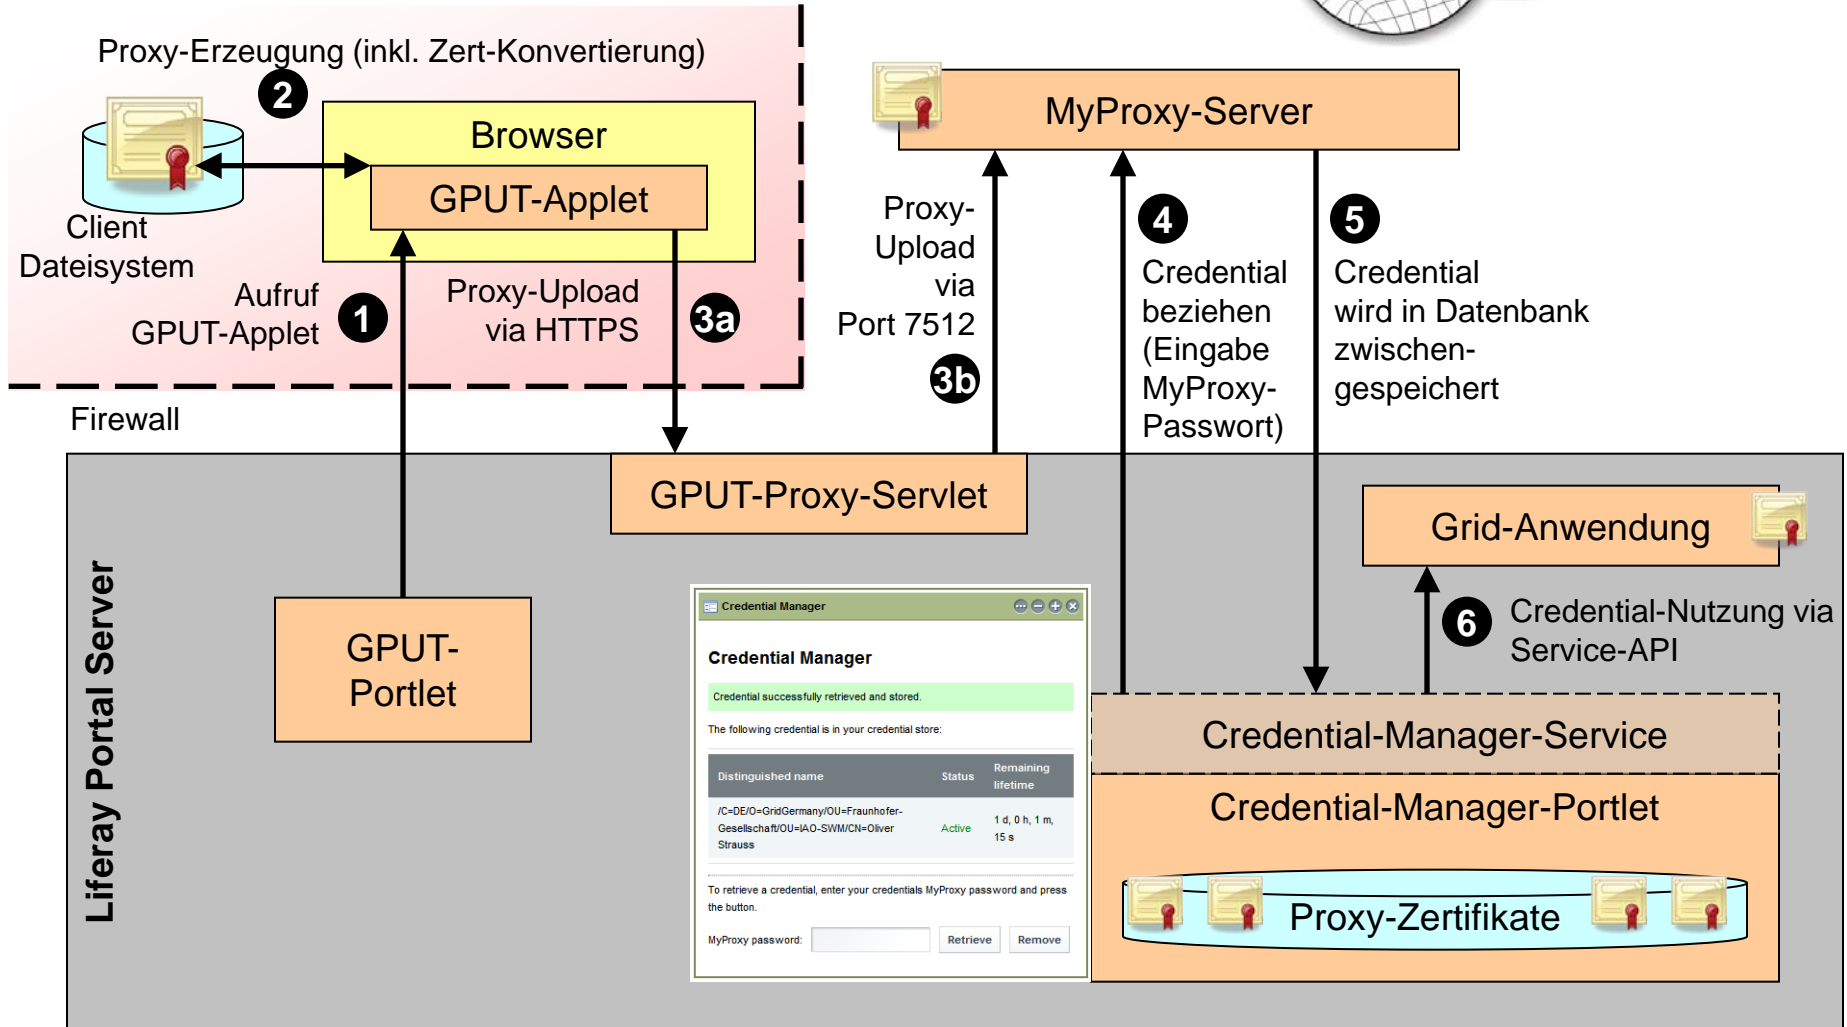 Proxy-Erzeugung (inkl. Zert-Konvertierung)
2
Browser
GPUT-Applet
Client
Dateisystem
Aufruf
GPUT-Applet
1
Proxy-Upload
via HTTPS
3a
Firewall
MyProxy-Server
Proxy-
Upload
via
Port 7512
3b
4
Credential
beziehen
(Eingabe
MyProxy-
Passwort)
5
Credential
wird in Datenbank
zwischen-
gespeichert
Liferay Portal Server
GPUT-Proxy-Servlet
GPUT-
Portlet
Grid-Anwendung
6
Credential-Nutzung via
Service-API
Credential Manager
Credential Manager
Credential successfully retrieved and stored.
The following credential is in your credential store:
Distinguished name
Status
Remaining
lifetime
/C=DE/O=GridGermany/OU=Fraunhofer-
Gesellschaft/OU=IAO-SWM/CN=Oliver
Strauss
Active
1 d, 0 h, 1 m,
15 s
To retrieve a credential, enter your credentials MyProxy password and press
the button.
MyProxy password:
Retrieve
Remove
Credential-Manager-Service
Credential-Manager-Portlet
Proxy-Zertifikate